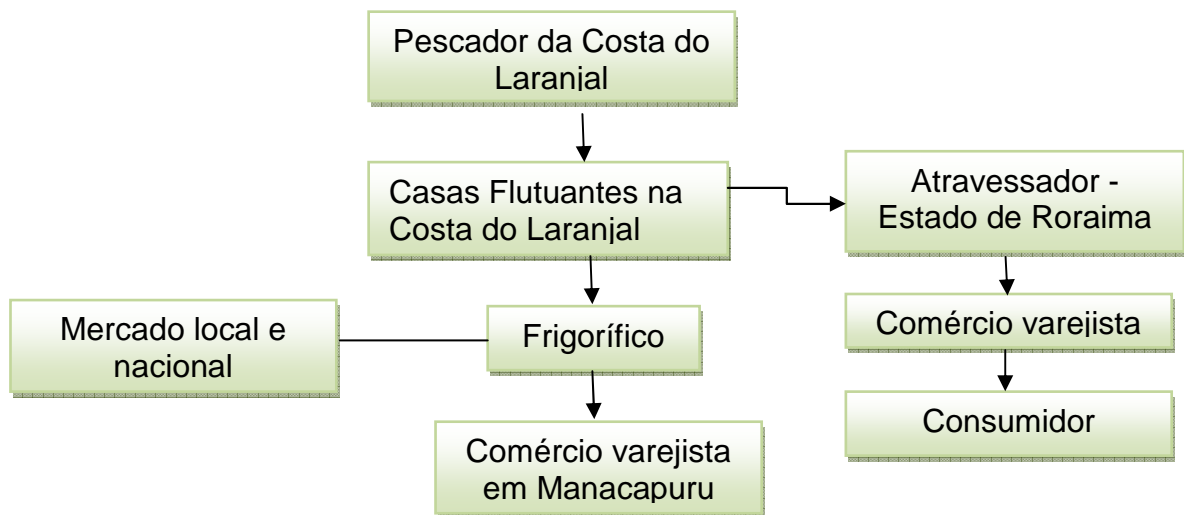 Pescador da Costa do
Laranjal
Casas Flutuantes na
Costa do Laranjal
Atravessador -
Estado de Roraima
Mercado local e
nacional
Frigorífico
Comércio varejista
Consumidor
Comércio varejista
em Manacapuru